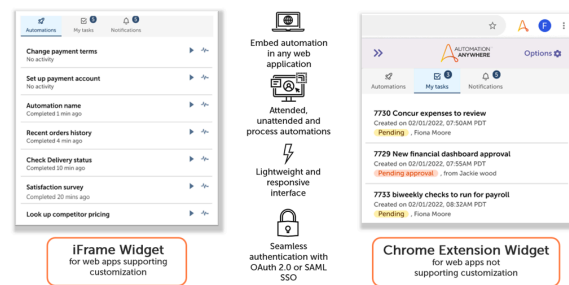 Automations
My tasks
5
Notifications
5
Change payment terms
No activity
Set up payment account
No activity
Automation name
Completed 1 min ago
Recent orders history
Completed 4 min ago
Check Delivery status
Completed 10 min ago
Satisfaction survey
Completed 20 mins ago
Look up competitor pricing
iFrame Widget
for web apps supporting
customization
Embed automation
in any web
application
Attended,
unattended and
process automations
Lightweight and
responsive
interface
Seamless
authentication with
OAuth 2.0 or SAML
SSO
F
AUTOMATION
ANYWHERE
Options
Automations
My tasks
3
Notifications
5
7730 Concur expenses to review
Created on 02/01/2022, 07:50AM PDT
Pending , Fiona Moore
7729 New financial dashboard approval
Created on 02/01/2022, 07:55AM PDT
Pending approval , from Jackie wood
7733 biweekly checks to run for payroll
Created on 02/01/2022, 08:32AM PDT
Pending , Fiona Moore
Chrome Extension Widget
for web apps not
supporting customization